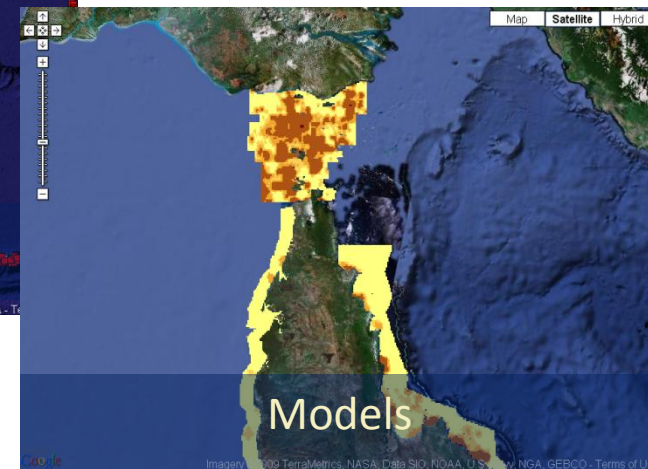 Map Satellite Hybrid
Models
Google
Imagery 2009 TerraMetrics, NASA, Data SIO, NOAA, U.S. Navy, NGA, GEBCO - Terms of U